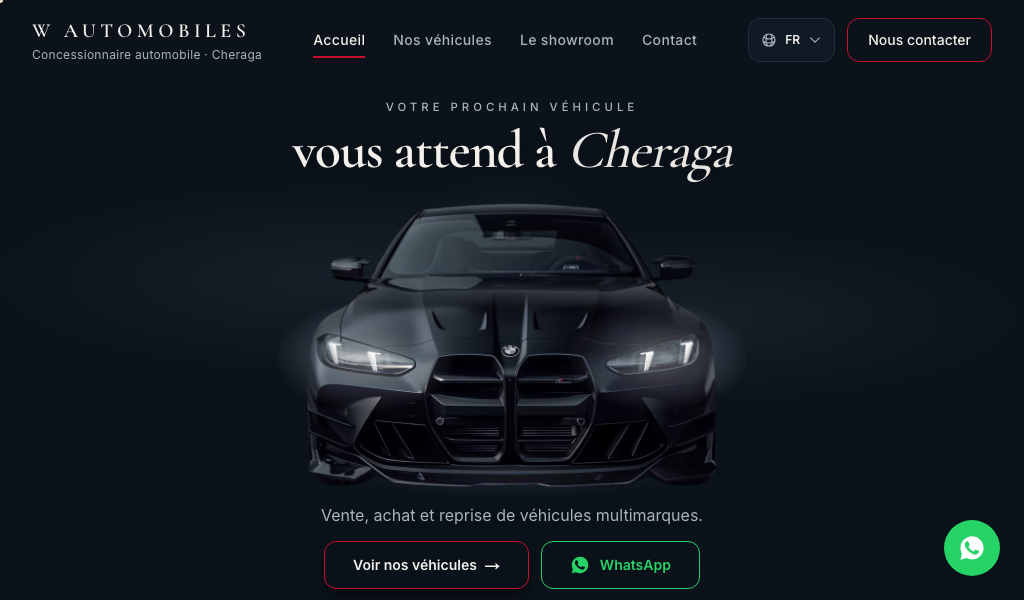 W AUTOMOBILES
Concessionnaire automobile · Cheraga
Accueil
Nos véhicules
Le showroom
Contact
FR
Nous contacter
VOTRE PROCHAIN VÉHICULE
vous attend à Cheraga
Vente, achat et reprise de véhicules multimarques.
Voir nos véhicules →
WhatsApp